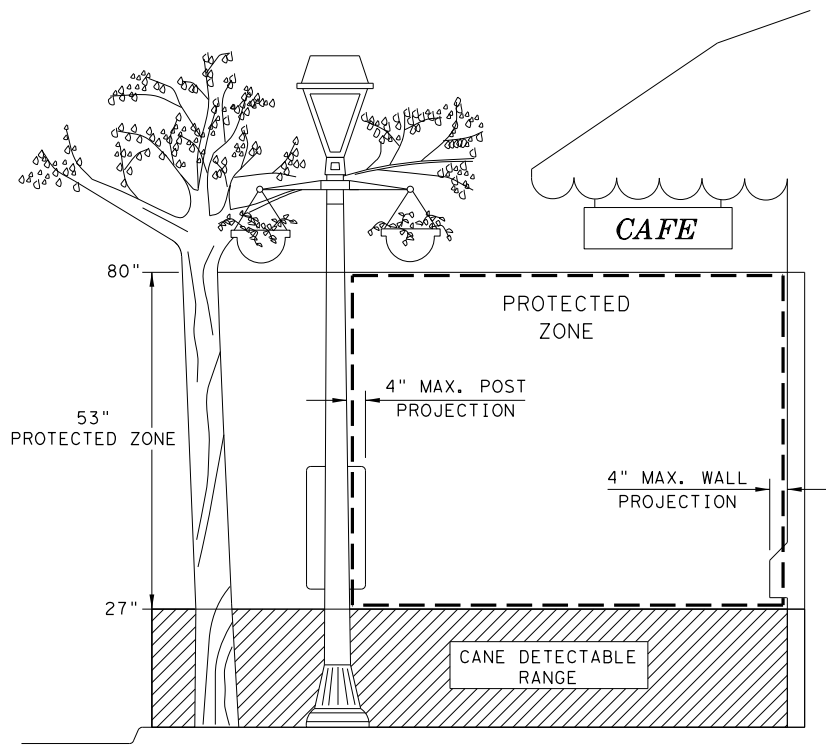 CAFE
80"
PROTECTED
ZONE
4" MAX. POST
PROJECTION
53"
PROTECTED ZONE
4" MAX. WALL
PROJECTION
27"
CANE DETECTABLE
RANGE